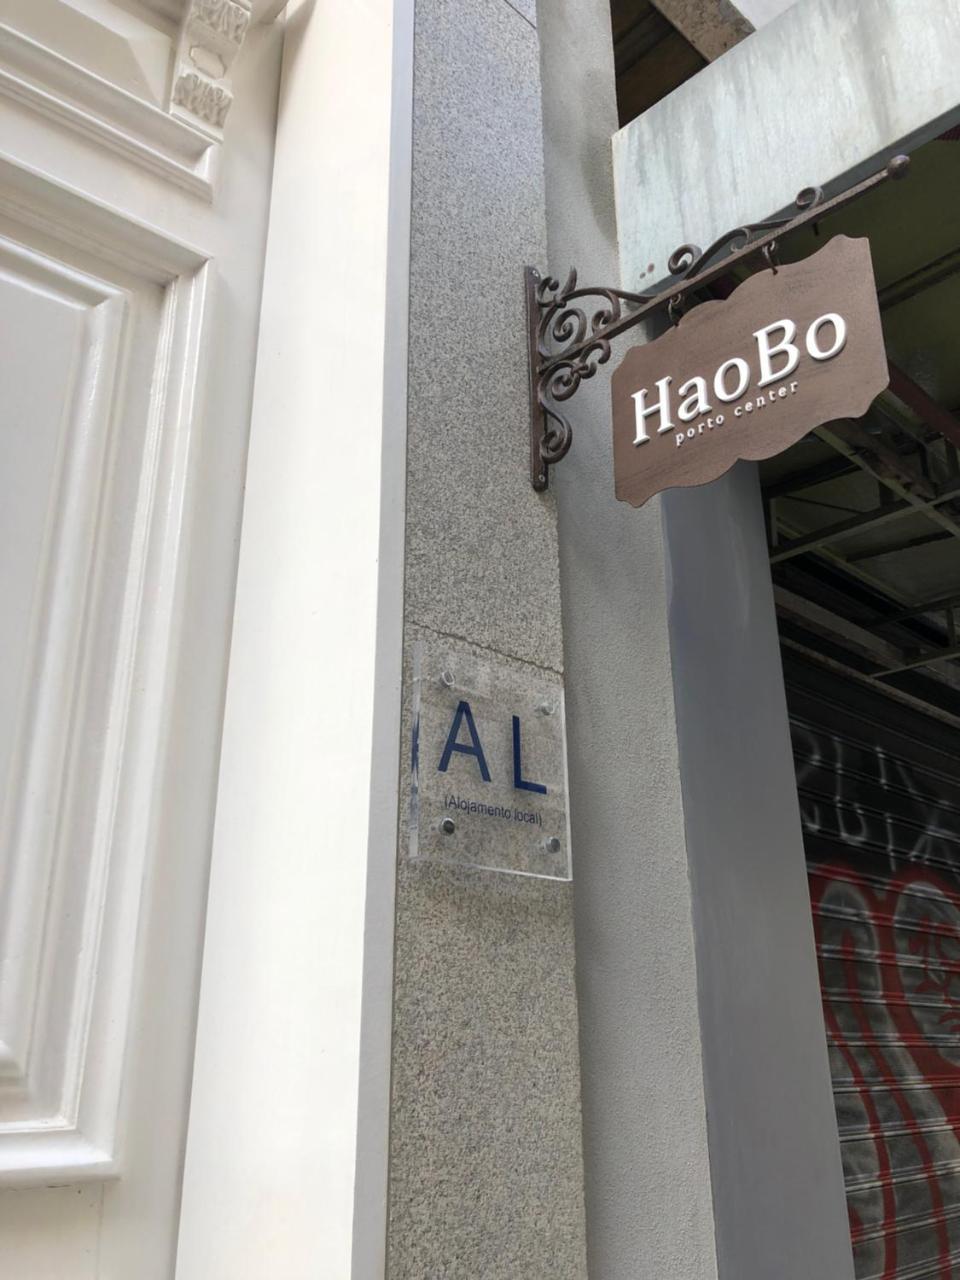 HaoBo
porto center
AL
(Alojamento local)